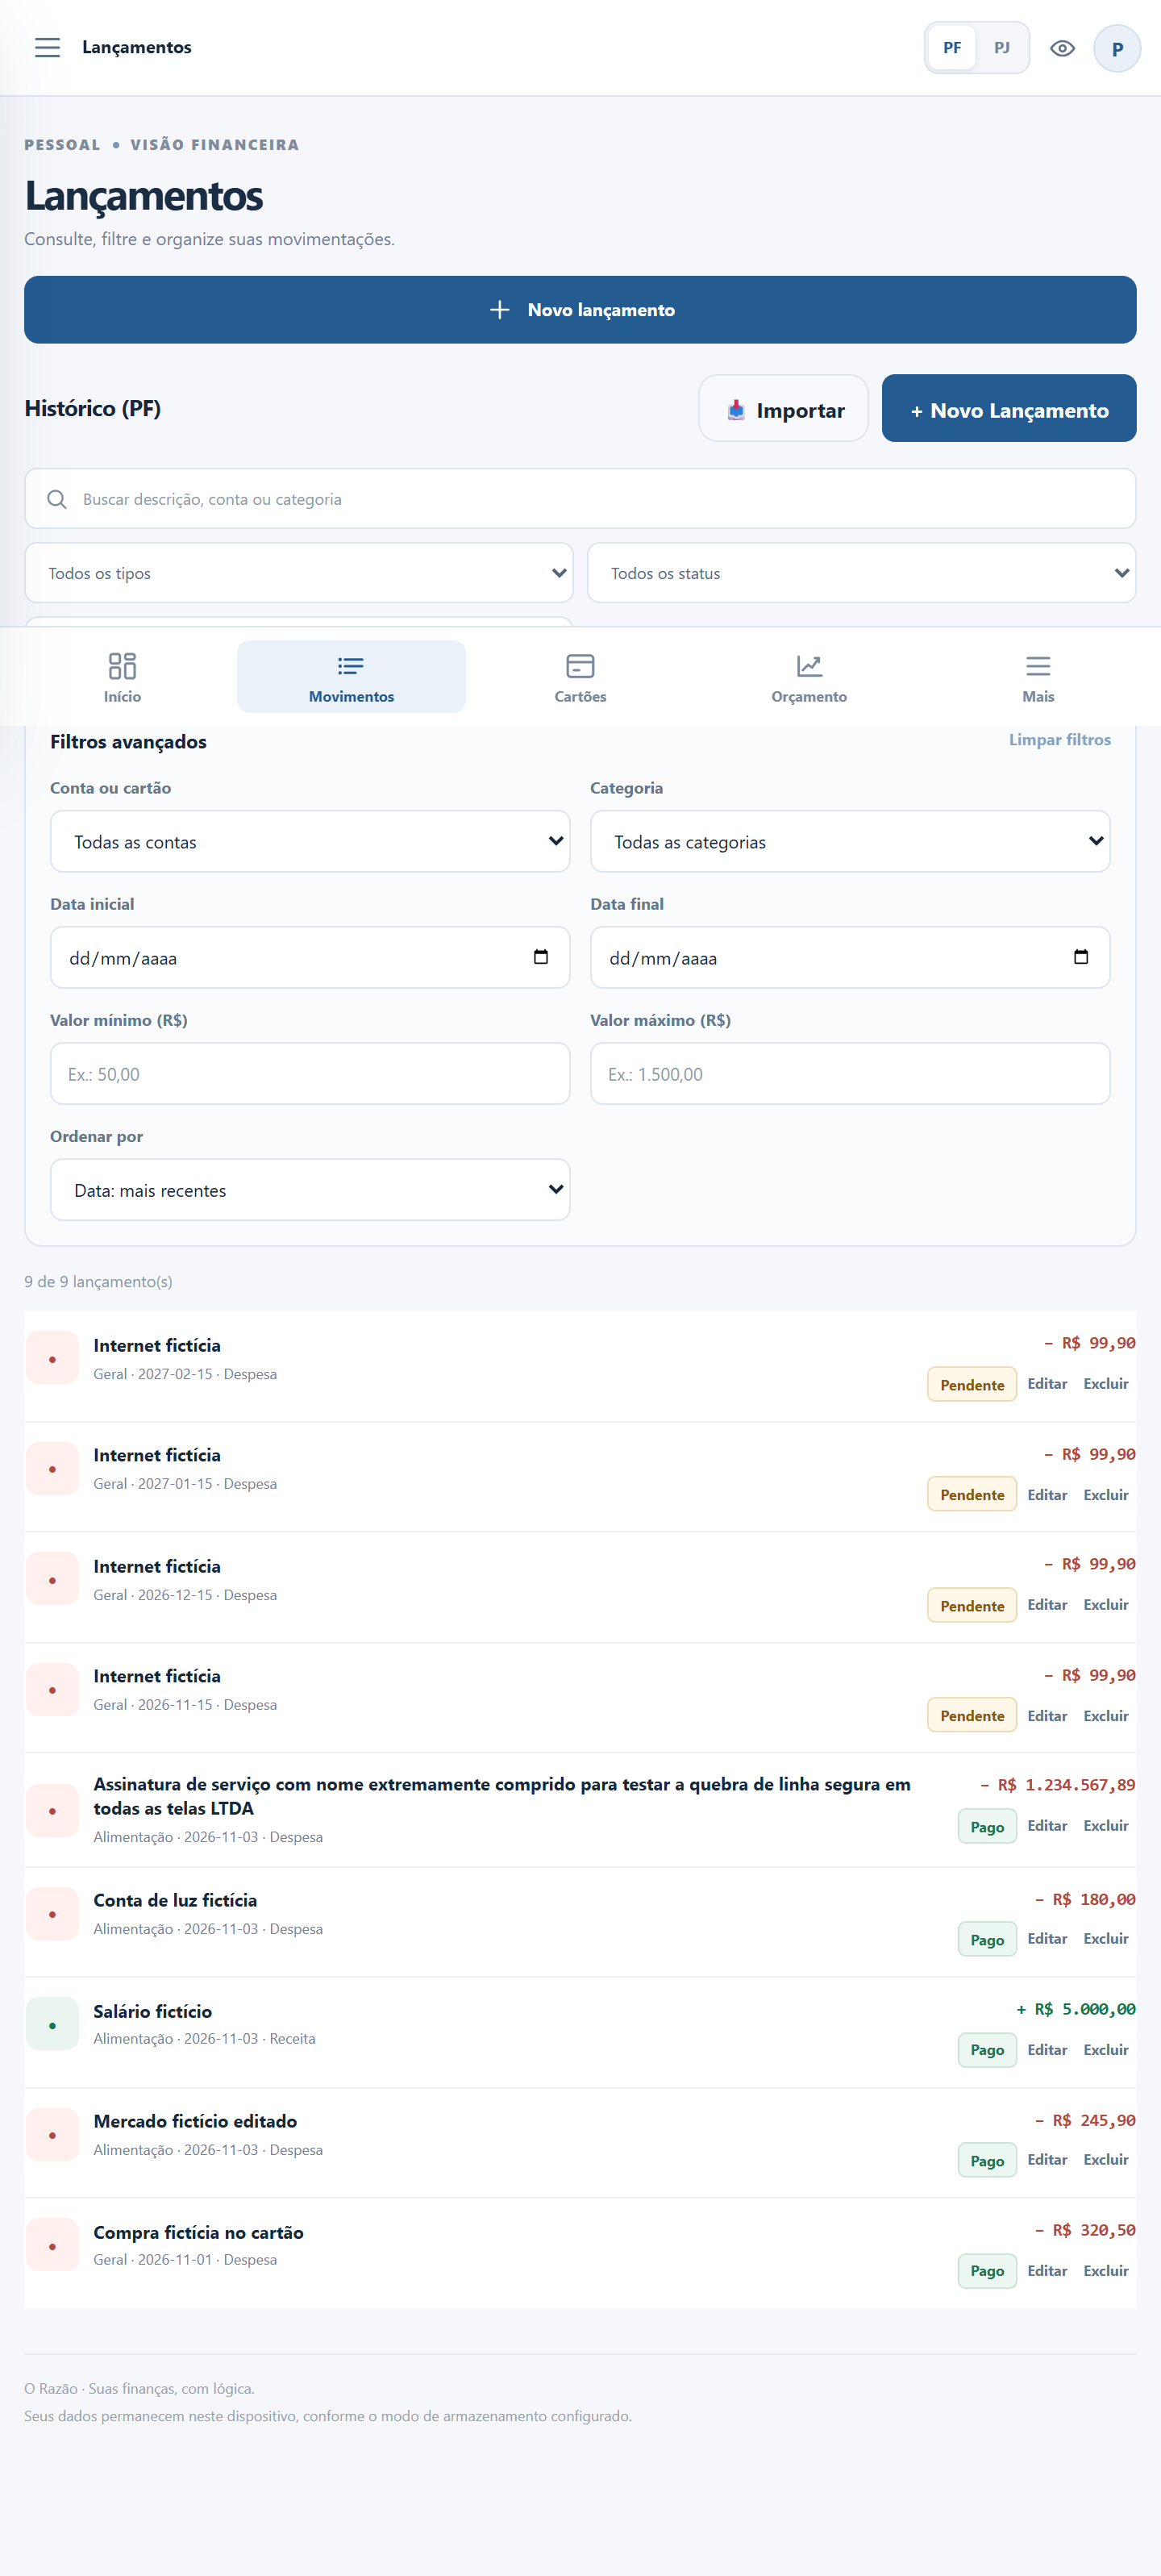 Lançamentos
PF PJ
P
PESSOAL • VISÃO FINANCEIRA
Lançamentos
Consulte, filtre e organize suas movimentações.
Novo lançamento
Histórico (PF)
Importar
+ Novo Lançamento
Buscar descrição, conta ou categoria
Todos os tipos
Todos os status
Início
Movimentos
Cartões
Orçamento
Mais
Filtros avançados
Limpar filtros
Conta ou cartão
Categoria
Todas as contas
Todas as categorias
Data inicial
Data final
dd/mm/aaaa
dd/mm/aaaa
Valor mínimo (R$)
Valor máximo (R$)
Ex.: 50,00
Ex.: 1.500,00
Ordenar por
Data: mais recentes
9 de 9 lançamento(s)
Internet fictícia
− R$ 99,90
Geral · 2027-02-15 · Despesa
Pendente Editar Excluir
Internet fictícia
− R$ 99,90
Geral · 2027-01-15 · Despesa
Pendente Editar Excluir
Internet fictícia
− R$ 99,90
Geral · 2026-12-15 · Despesa
Pendente Editar Excluir
Internet fictícia
− R$ 99,90
Geral · 2026-11-15 · Despesa
Pendente Editar Excluir
Assinatura de serviço com nome extremamente comprido para testar a quebra de linha segura em
todas as telas LTDA
− R$ 1.234.567,89
Alimentação · 2026-11-03 · Despesa
Pago Editar Excluir
Conta de luz fictícia
− R$ 180,00
Alimentação · 2026-11-03 · Despesa
Pago Editar Excluir
Salário fictício
+ R$ 5.000,00
Alimentação · 2026-11-03 · Receita
Pago Editar Excluir
Mercado fictício editado
− R$ 245,90
Alimentação · 2026-11-03 · Despesa
Pago Editar Excluir
Compra fictícia no cartão
− R$ 320,50
Geral · 2026-11-01 · Despesa
Pago Editar Excluir
O Razão · Suas finanças, com lógica.
Seus dados permanecem neste dispositivo, conforme o modo de armazenamento configurado.